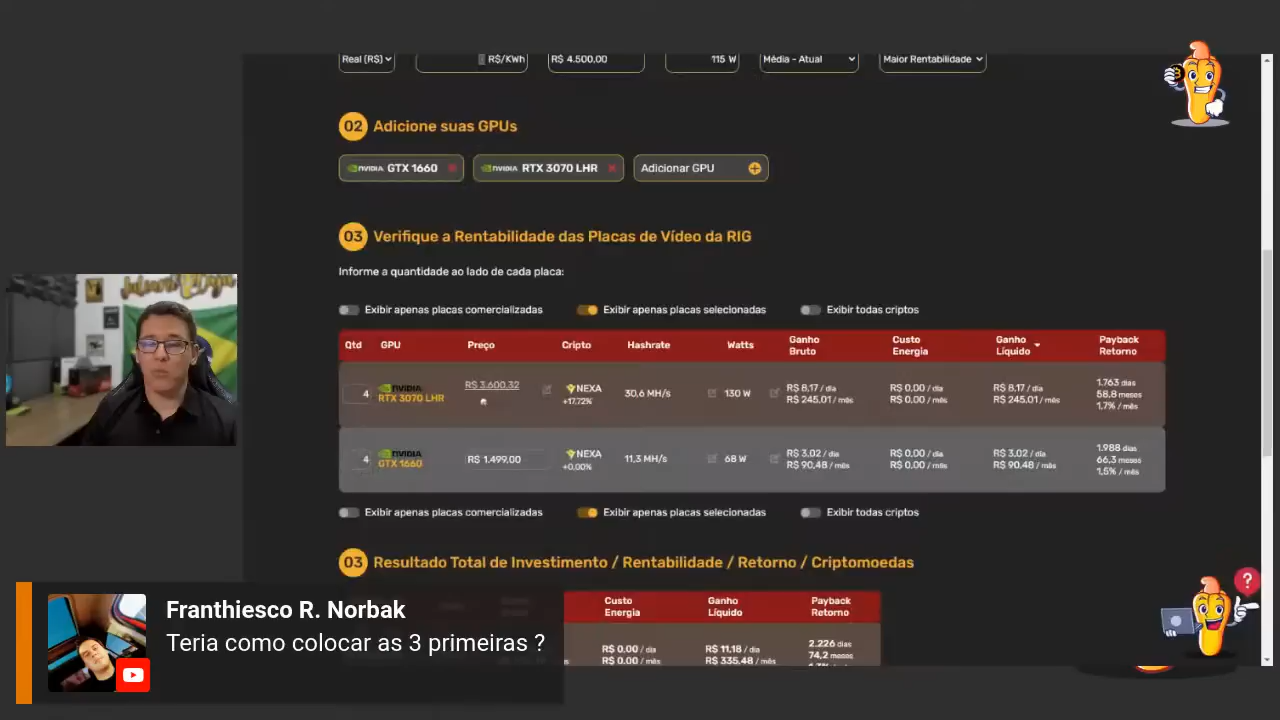 Real (R$)
R$/KWh
R$ 4.500,00
115 W
Média - Atual
Maior Rentabilidade
02 Adicione suas GPUs
NVIDIA GTX 1660
NVIDIA RTX 3070 LHR
Adicionar GPU
03 Verifique a Rentabilidade das Placas de Vídeo da RIG
Informe a quantidade ao lado de cada placa:
Exibir apenas placas comercializadas
Exibir apenas placas selecionadas
Exibir todas criptos
Qtd GPU Preço Cripto Hashrate Watts Ganho Bruto Custo Energia Ganho Líquido Payback Retorno
4 NVIDIA RTX 3070 LHR R$ 3.600,32 NEXA +17,72% 30,6 MH/s 130 W
R$ 8,17 / dia R$ 0,00 / dia R$ 8,17 / dia 1.763 dias
R$ 245,01 / mês R$ 0,00 / mês R$ 245,01 / mês 58,8 meses
1,7% / mês
4 NVIDIA GTX 1660 R$ 1.499,00 NEXA +0,00% 11,3 MH/s 68 W
R$ 3,02 / dia R$ 0,00 / dia R$ 3,02 / dia 1.988 dias
R$ 90,48 / mês R$ 0,00 / mês R$ 90,48 / mês 66,3 meses
1,5% / mês
Exibir apenas placas comercializadas
Exibir apenas placas selecionadas
Exibir todas criptos
03 Resultado Total de Investimento / Rentabilidade / Retorno / Criptomoedas
Custo Energia Ganho Líquido Payback Retorno
R$ 0,00 / dia R$ 11,18 / dia 2.226 dias
R$ 0,00 / mês R$ 335,48 / mês 74,2 meses
Franthiesco R. Norbak
Teria como colocar as 3 primeiras ?
?